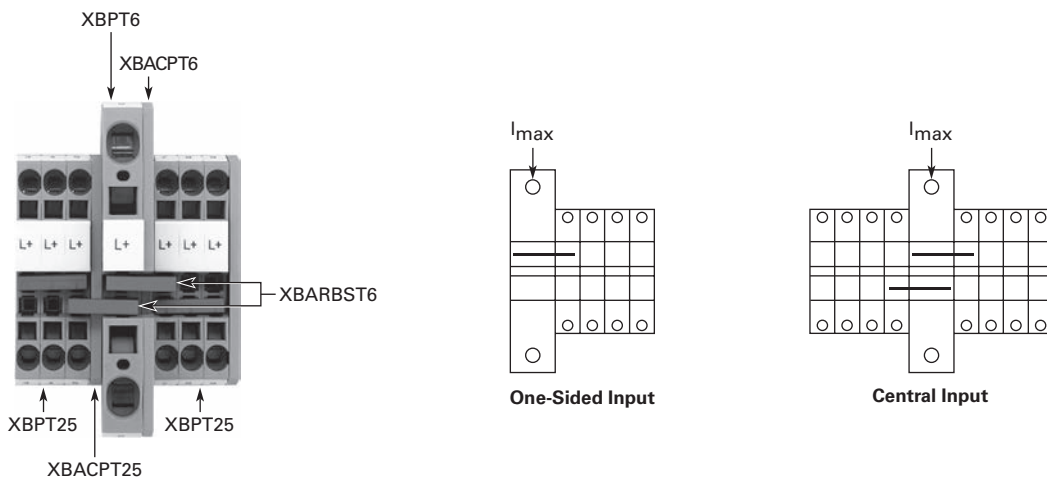 XBPT6
XBACPT6
L+ L+ L+ L+ L+ L+ L+
XBARBST6
XBPT25
XBPT25
XBACPT25
Imax
One-Sided Input
Imax
Central Input